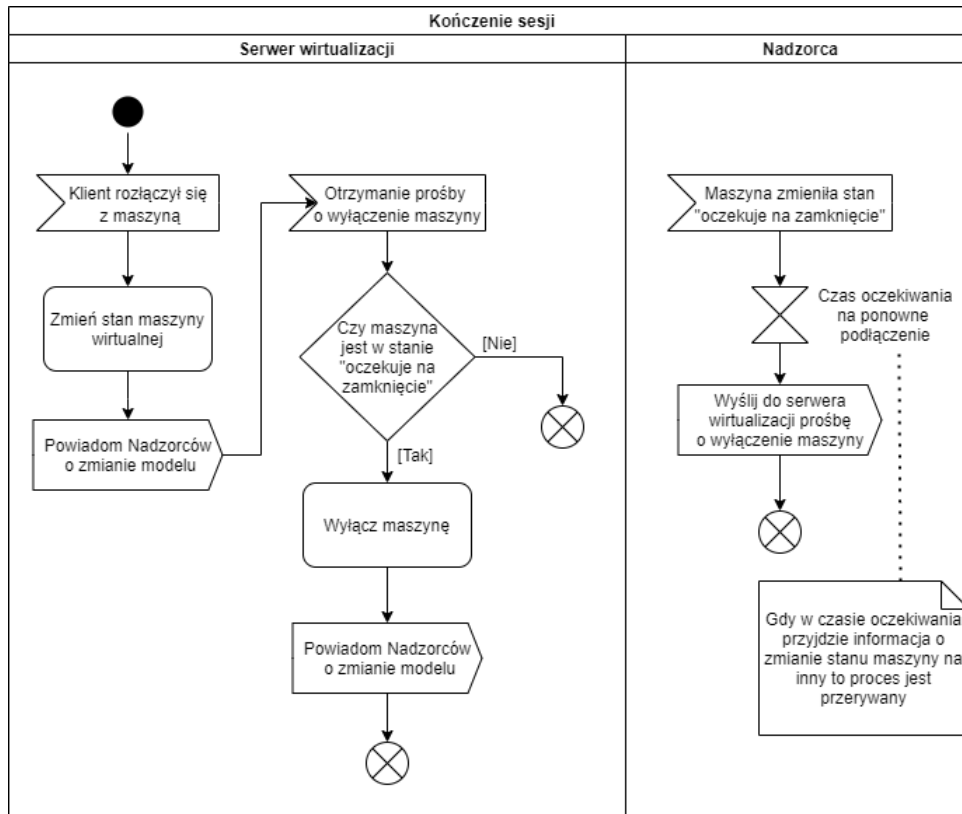 Kończenie sesji
Serwer wirtualizacji
Nadzorca
Klient rozłączył się
z maszyną
Zmień stan maszyny
wirtualnej
Powiadom Nadzorców
o zmianie modelu
Otrzymanie prośby
o wyłączenie maszyny
Czy maszyna
jest w stanie
"oczekuje na
zamknięcie"
[Nie]
[Tak]
Wyłącz maszynę
Powiadom Nadzorców
o zmianie modelu
Maszyna zmieniła stan
"oczekuje na zamknięcie"
Czas oczekiwania
na ponowne
podłączenie
Wyślij do serwera
wirtualizacji prośbę
o wyłączenie maszyny
Gdy w czasie oczekiwania
przyjdzie informacja o
zmianie stanu maszyny na
inny to proces jest
przerywany